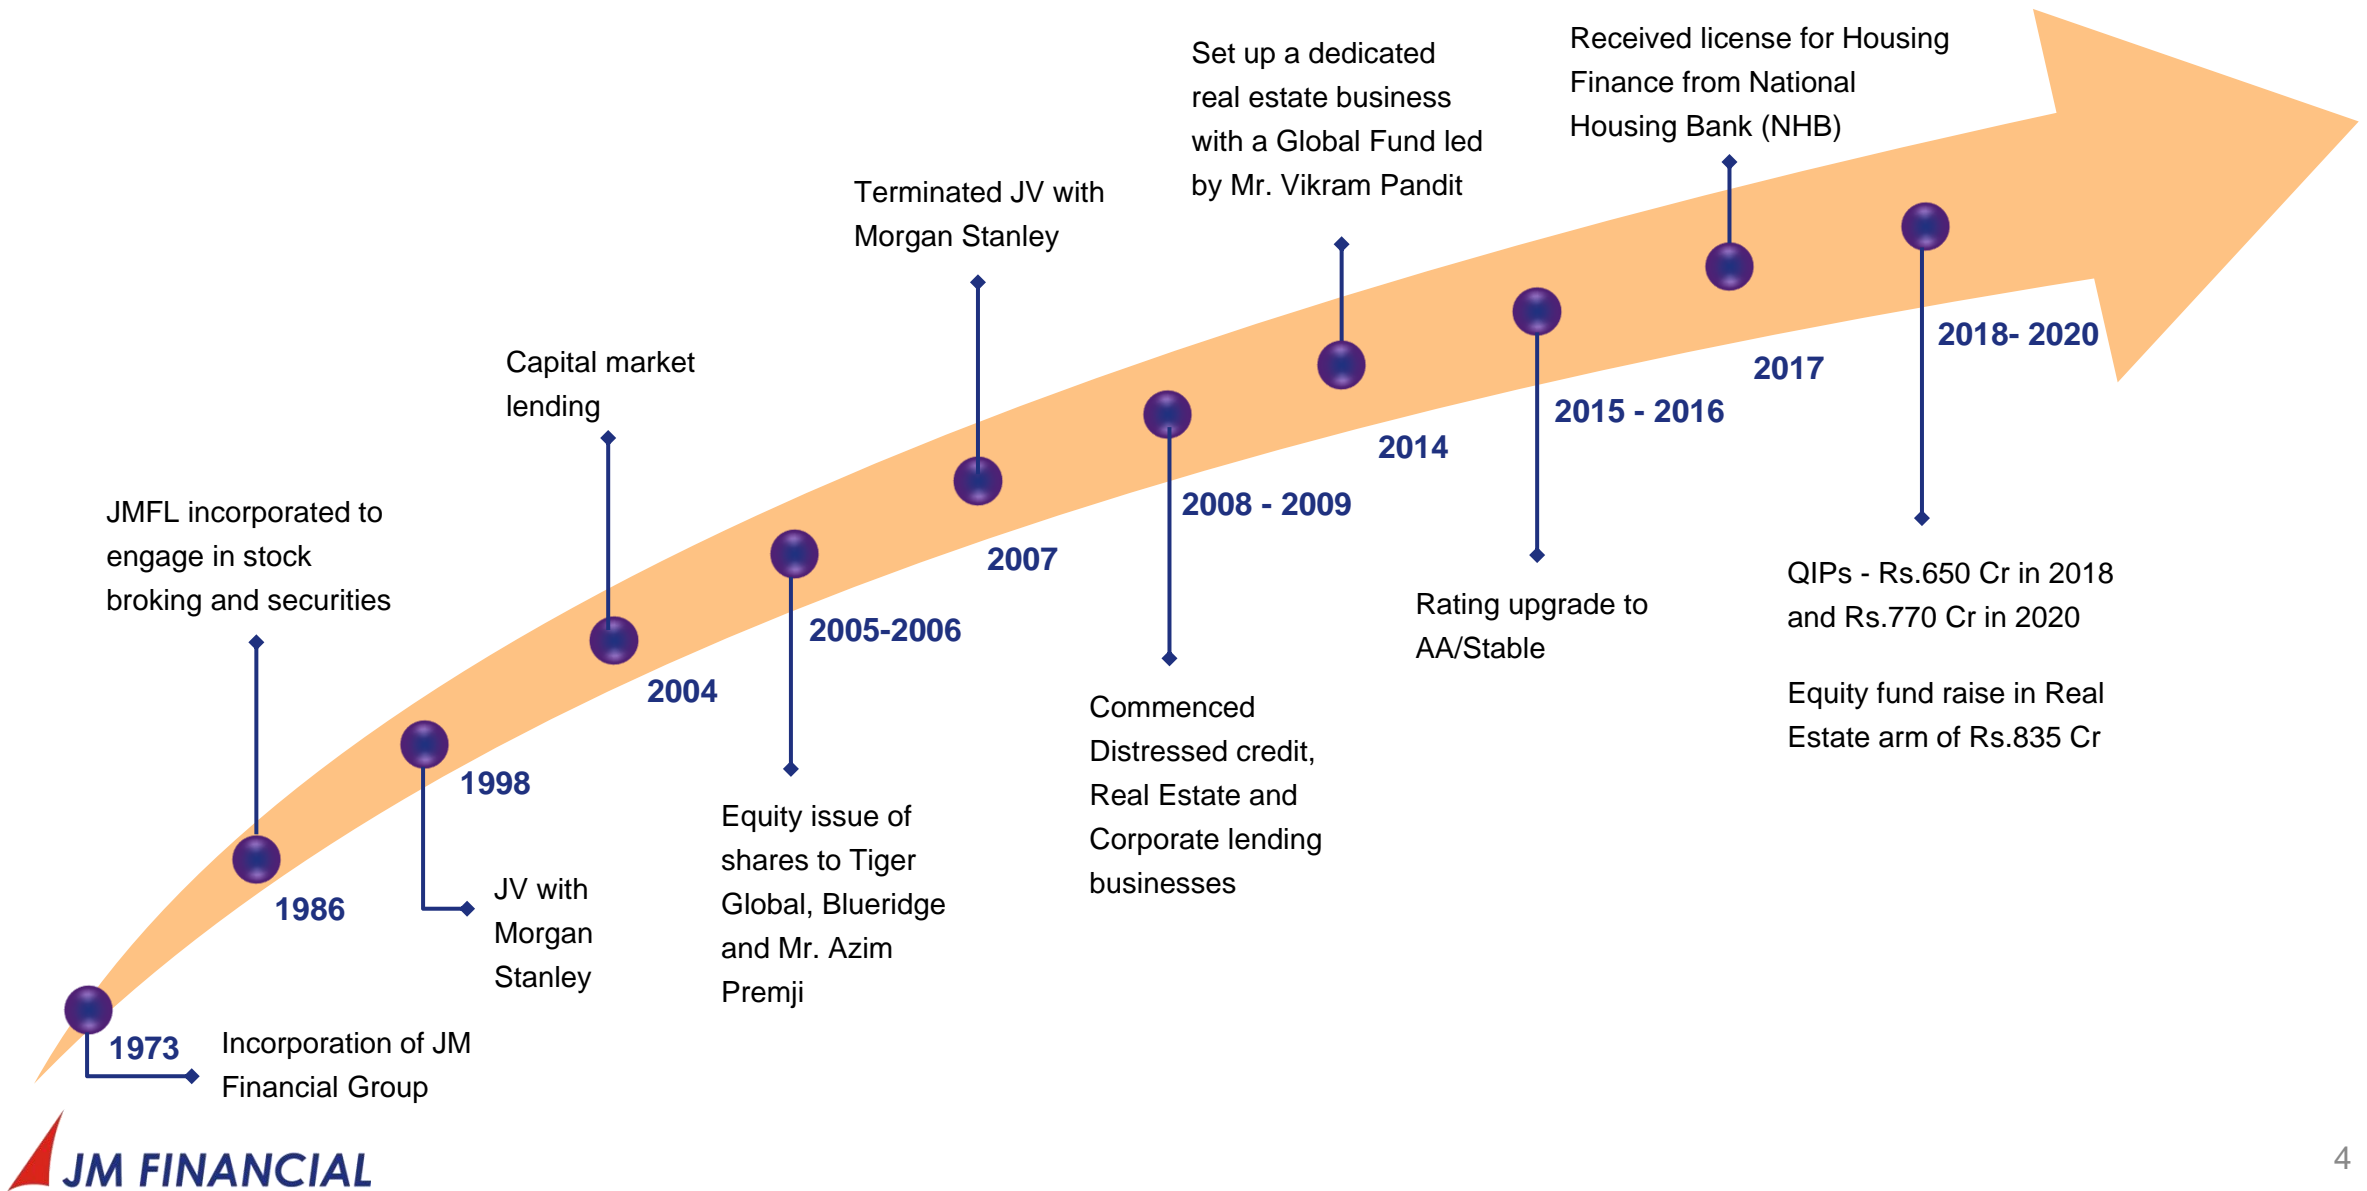 Received license for Housing
Finance from National
Housing Bank (NHB)
Set up a dedicated
real estate business
with a Global Fund led
by Mr. Vikram Pandit
Terminated JV with
Morgan Stanley
Capital market
lending
JMFL incorporated to
engage in stock
broking and securities
2018- 2020
2017
2015 - 2016
2014
2008 - 2009
2007
2005-2006
2004
1998
1986
1973
QIPs - Rs.650 Cr in 2018
and Rs.770 Cr in 2020
Equity fund raise in Real
Estate arm of Rs.835 Cr
Rating upgrade to
AA/Stable
Commenced
Distressed credit,
Real Estate and
Corporate lending
businesses
Equity issue of
shares to Tiger
Global, Blueridge
and Mr. Azim
Premji
JV with
Morgan
Stanley
Incorporation of JM
Financial Group
JM FINANCIAL
4